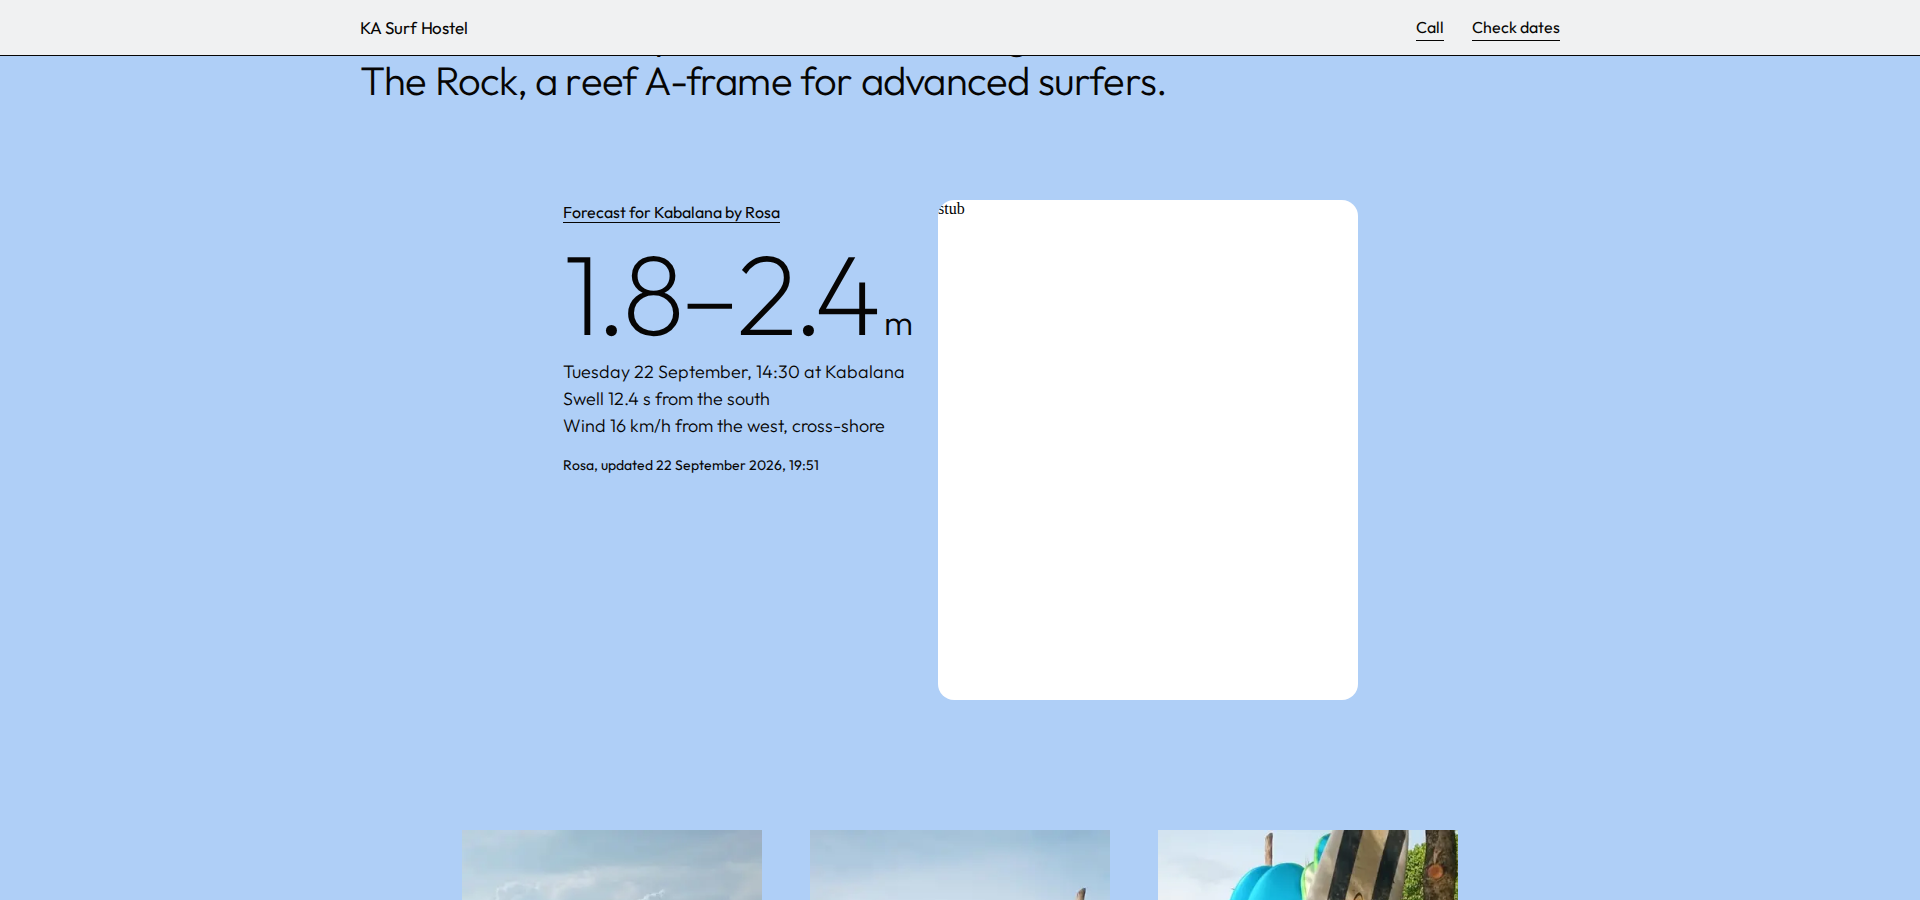 KA Surf Hostel
Call
Check dates
The Rock, a reef A-frame for advanced surfers.
Forecast for Kabalana by Rosa
1.8–2.4 m
Tuesday 22 September, 14:30 at Kabalana
Swell 12.4 s from the south
Wind 16 km/h from the west, cross-shore
Rosa, updated 22 September 2026, 19:51
stub